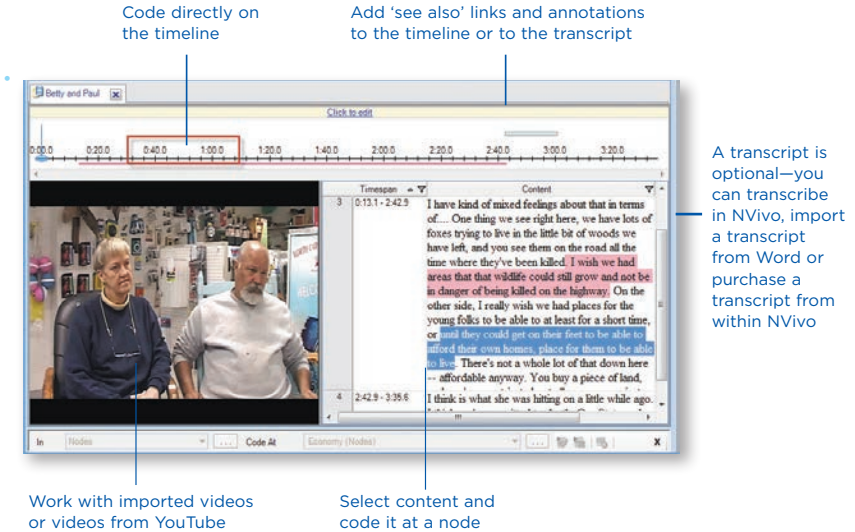 Code directly on
the timeline
Add ‘see also’ links and annotations
to the timeline or to the transcript
Betty and Paul
Click to edit
0:00.0 0:20.0 0:40.0 1:00.0 1:20.0 1:40.0 2:00.0 2:20.0 2:40.0 3:00.0 3:20.0
Timespan Content
3 0:13.1 - 2:42.9
I have kind of mixed feelings about that in terms
of.... One thing we see right here, we have lots of
foxes trying to live in the little bit of woods we
have left, and you see them on the road all the
time where they've been killed. I wish we had
areas that that wildlife could still grow and not be
in danger of being killed on the highway. On the
other side, I really wish we had places for the
young folks to be able to at least for a short time,
or until they could get on their feet to be able to
afford their own homes, place for them to be able
to live. There's not a whole lot of that down here
-- affordable anyway. You buy a piece of land,
4 2:42.9 - 3:35.6
I think is what she was hitting on a little while ago.
In Nodes ... Code At Economy (Nodes) ... X
A transcript is
optional—you
can transcribe
in NVivo, import
a transcript
from Word or
purchase a
transcript from
within NVivo
Work with imported videos
or videos from YouTube
Select content and
code it at a node